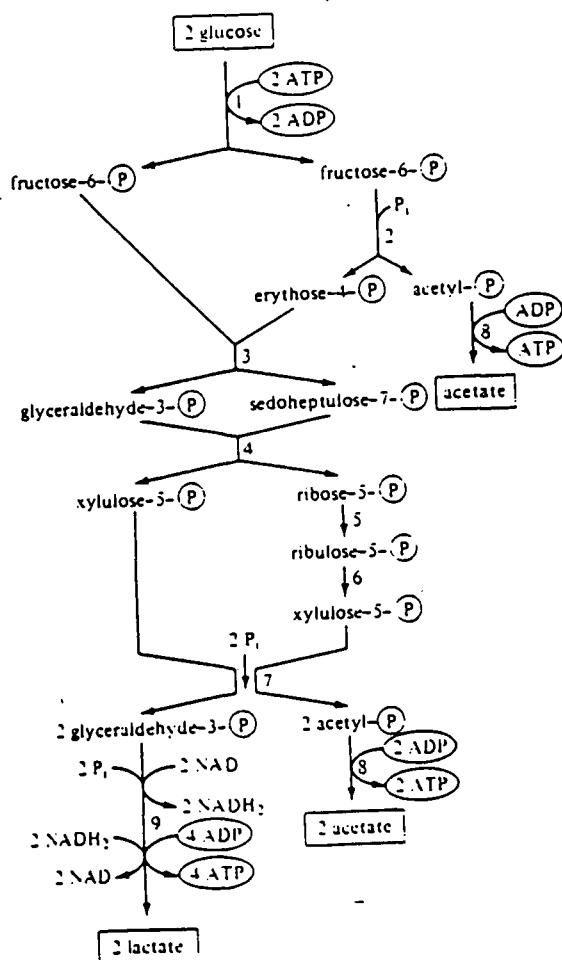 2 glucose
2 ATP
1
2 ADP
fructose-6-P
fructose-6-P
Pi
2
erythose-4-P
acetyl-P
ADP
8
ATP
3
glyceraldehyde-3-P
sedoheptulose-7-P
acetate
4
xylulose-5-P
ribose-5-P
5
ribulose-5-P
6
xylulose-5-P
2 Pi
7
2 glyceraldehyde-3-P
2 acetyl-P
2 Pi
2 NAD
2 ADP
8
2 NADH2
2 ATP
9
2 NADH2
4 ADP
2 acetate
2 NAD
4 ATP
2 lactate